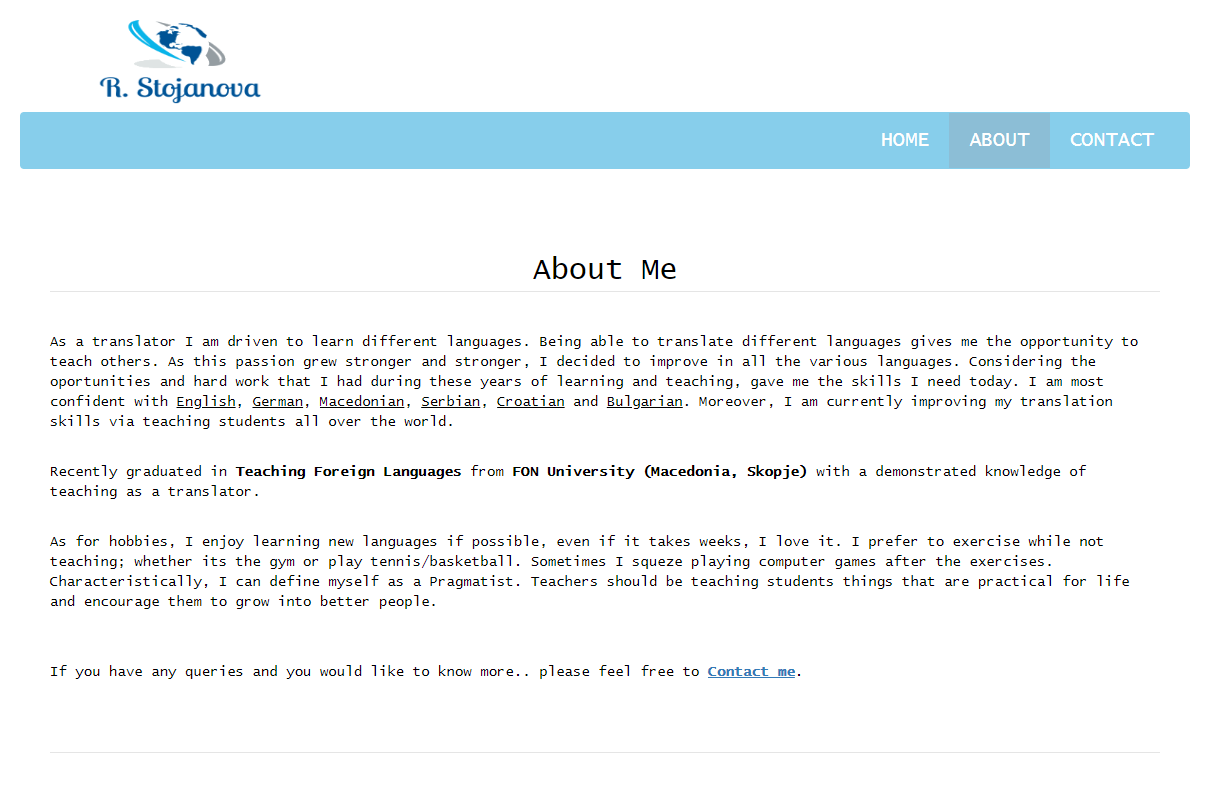 R. Stojanova
HOME ABOUT CONTACT
About Me
As a translator I am driven to learn different languages. Being able to translate different languages gives me the opportunity to
teach others. As this passion grew stronger and stronger, I decided to improve in all the various languages. Considering the
oportunities and hard work that I had during these years of learning and teaching, gave me the skills I need today. I am most
confident with English, German, Macedonian, Serbian, Croatian and Bulgarian. Moreover, I am currently improving my translation
skills via teaching students all over the world.
Recently graduated in Teaching Foreign Languages from FON University (Macedonia, Skopje) with a demonstrated knowledge of
teaching as a translator.
As for hobbies, I enjoy learning new languages if possible, even if it takes weeks, I love it. I prefer to exercise while not
teaching; whether its the gym or play tennis/basketball. Sometimes I squeze playing computer games after the exercises.
Characteristically, I can define myself as a Pragmatist. Teachers should be teaching students things that are practical for life
and encourage them to grow into better people.
If you have any queries and you would like to know more.. please feel free to Contact me.